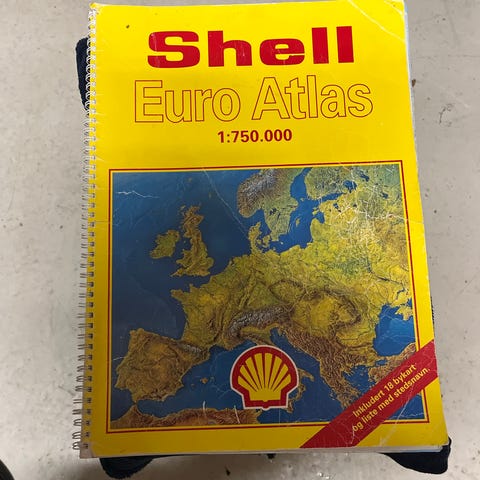 Shell
Euro Atlas
1:750.000
Inkludert 18 bykart
og liste med stedsnavn.